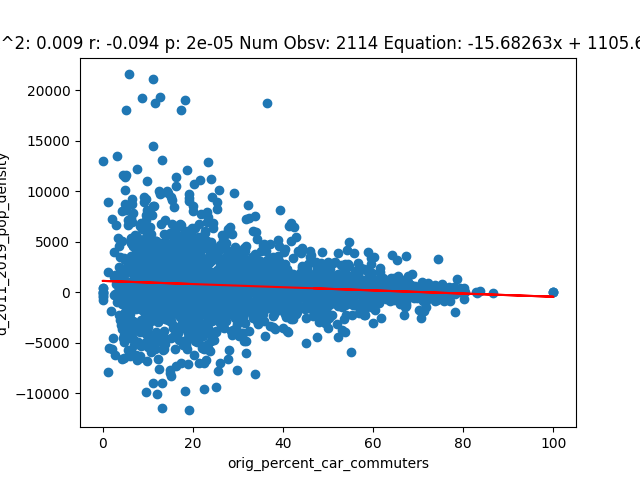 ^2: 0.009 r: -0.094 p: 2e-05 Num Obsv: 2114 Equation: -15.68263x + 1105.6
20000
15000
10000
5000
0
−5000
−10000
d_2011_2019_pop_density
0 20 40 60 80 100
orig_percent_car_commuters